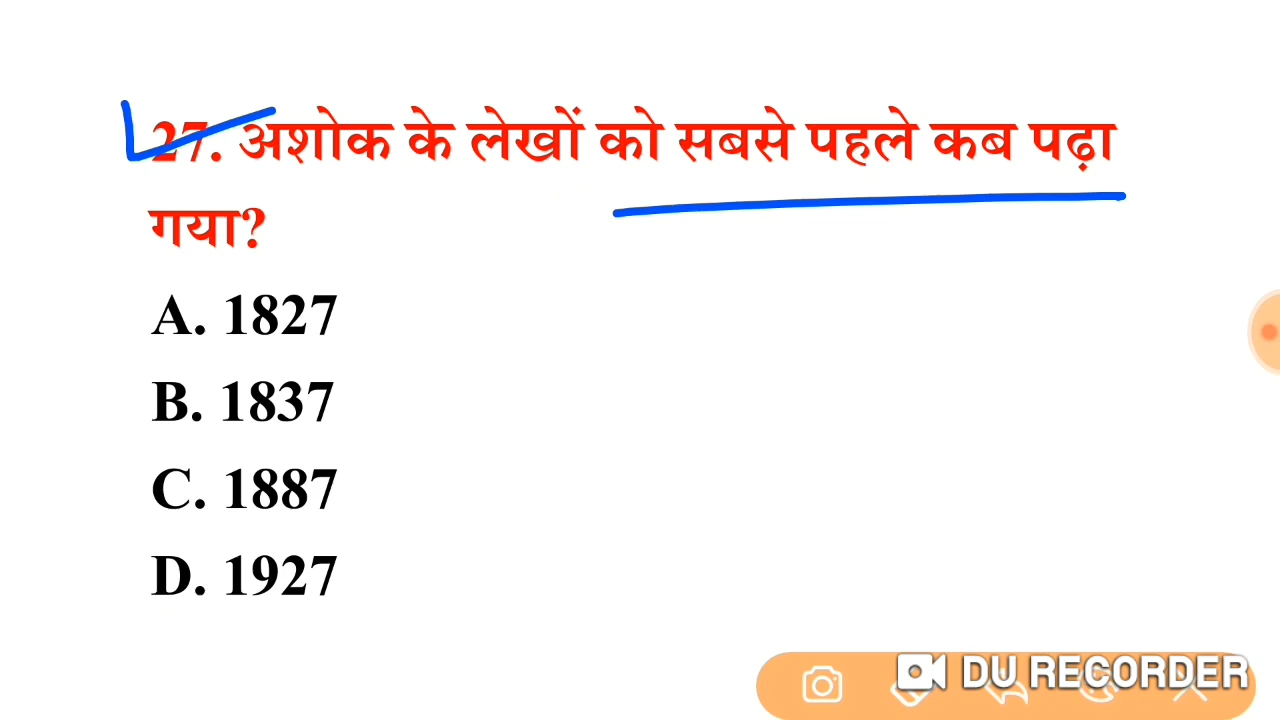 27. अशोक के लेखों को सबसे पहले कब पढ़ा
गया?
A. 1827
B. 1837
C. 1887
D. 1927
DU RECORDER